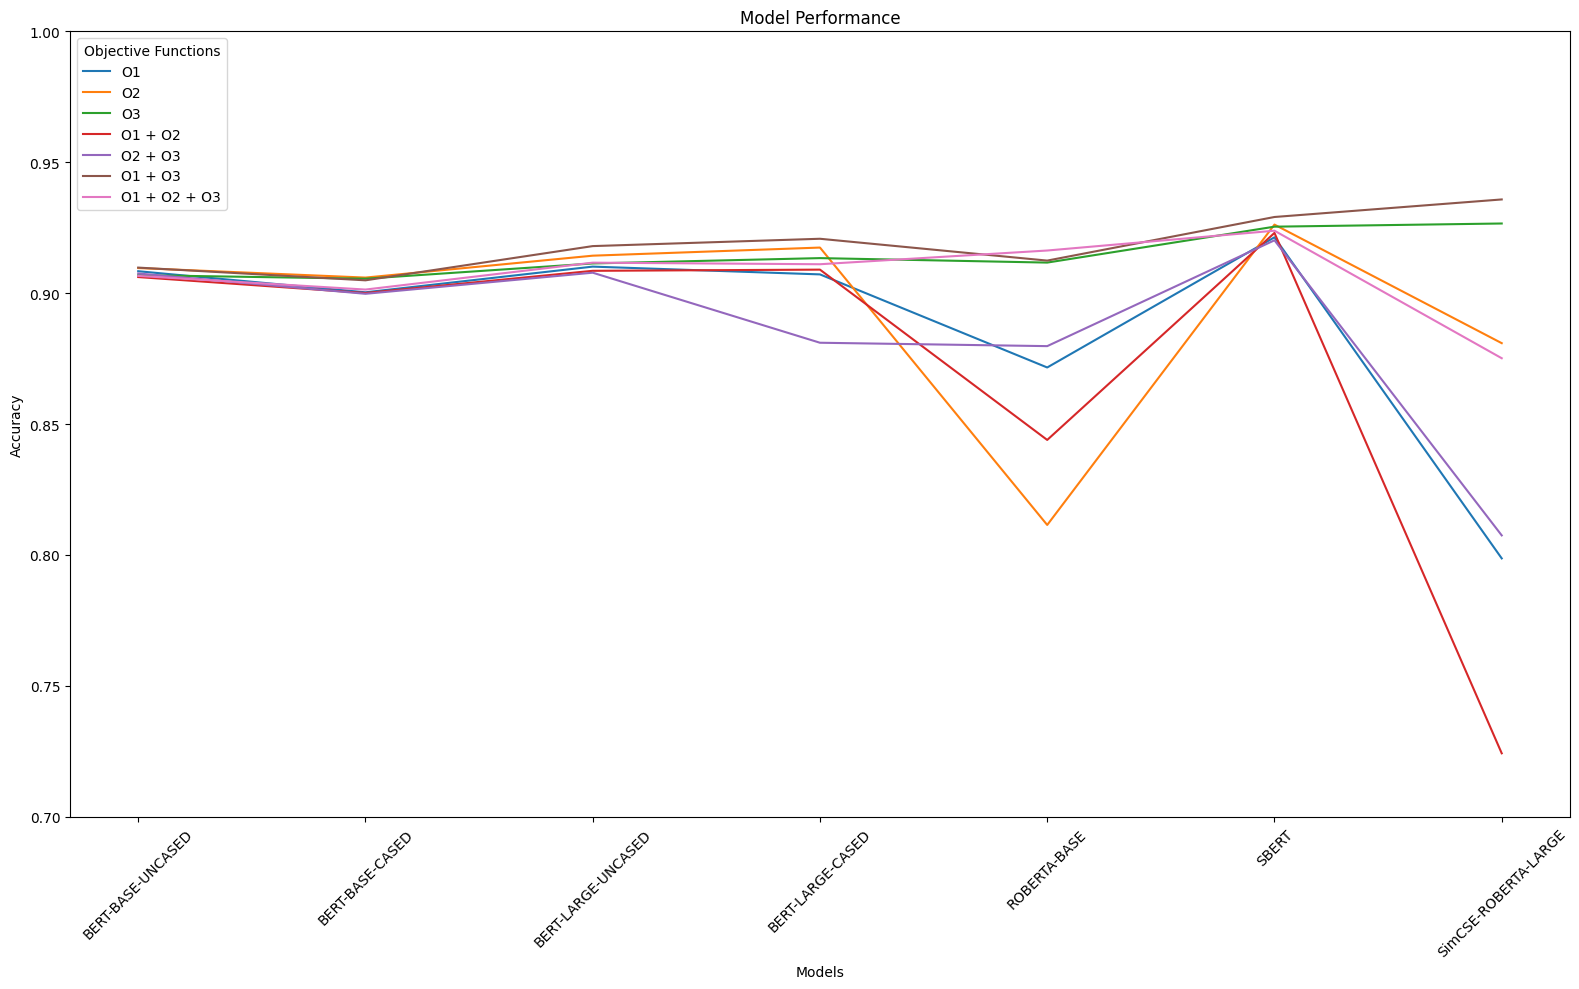 Model Performance
1.00
0.95
0.90
0.85
0.80
0.75
0.70
Accuracy
Objective Functions
O1
O2
O3
O1 + O2
O2 + O3
O1 + O3
O1 + O2 + O3
BERT-BASE-UNCASED
BERT-BASE-CASED
BERT-LARGE-UNCASED
BERT-LARGE-CASED
ROBERTA-BASE
SBERT
SimCSE-ROBERTA-LARGE
Models